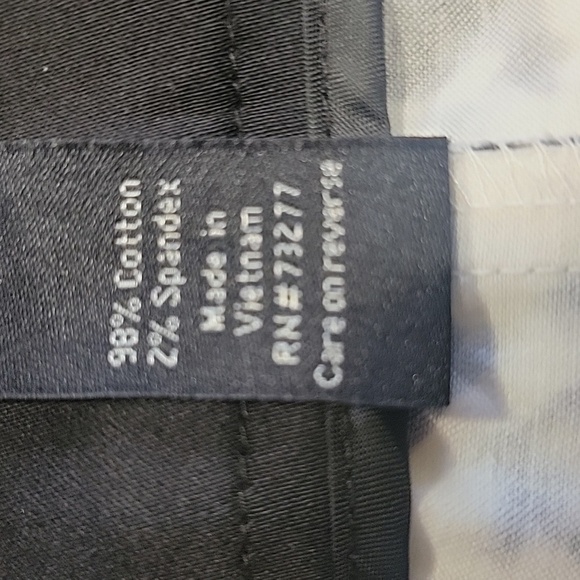 98% Cotton
2% Spandex
Made in
Vietnam
RN#73277
Care on reverse